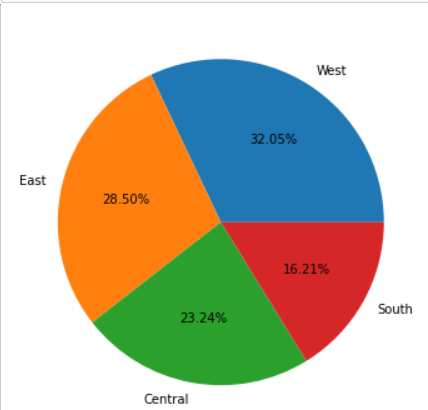 West
32.05%
East
28.50%
16.21%
23.24%
South
Central